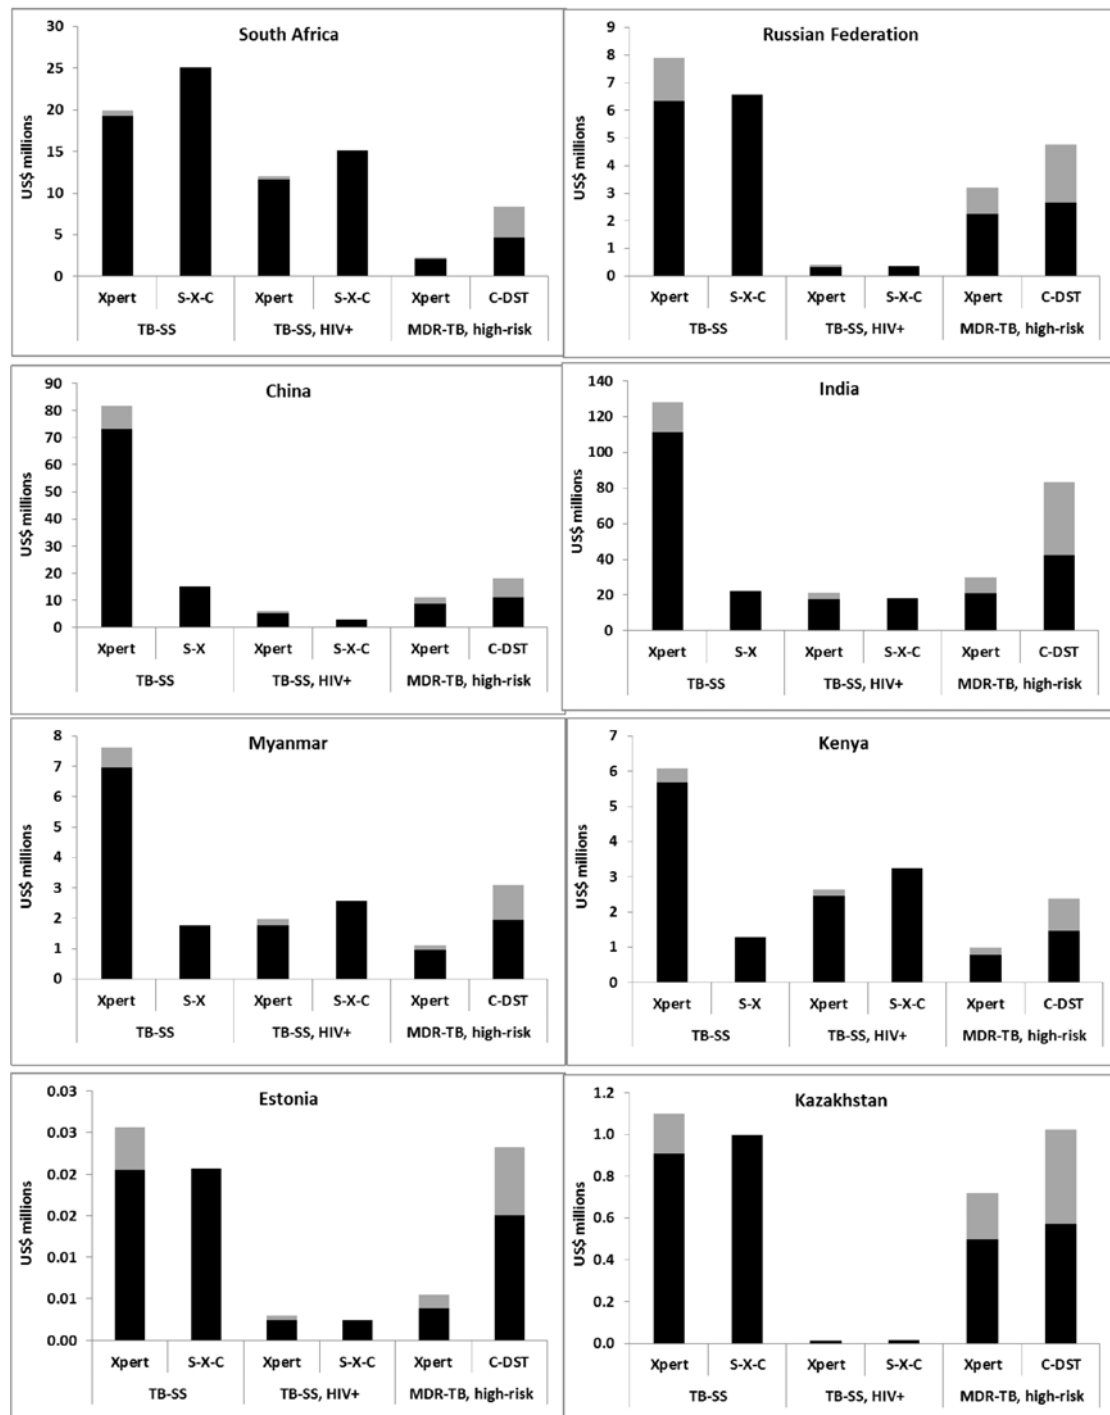 South Africa
US$ millions
30
25
20
15
10
5
0
Xpert S-X-C Xpert S-X-C Xpert C-DST
TB-SS TB-SS, HIV+ MDR-TB, high-risk
Russian Federation
US$ millions
9
8
7
6
5
4
3
2
1
0
Xpert S-X-C Xpert S-X-C Xpert C-DST
TB-SS TB-SS, HIV+ MDR-TB, high-risk
China
US$ millions
90
80
70
60
50
40
30
20
10
0
Xpert S-X Xpert S-X-C Xpert C-DST
TB-SS TB-SS, HIV+ MDR-TB, high-risk
India
US$ millions
140
120
100
80
60
40
20
0
Xpert S-X Xpert S-X-C Xpert C-DST
TB-SS TB-SS, HIV+ MDR-TB, high-risk
Myanmar
US$ millions
8
7
6
5
4
3
2
1
0
Xpert S-X Xpert S-X-C Xpert C-DST
TB-SS TB-SS, HIV+ MDR-TB, high-risk
Kenya
US$ millions
7
6
5
4
3
2
1
0
Xpert S-X Xpert S-X-C Xpert C-DST
TB-SS TB-SS, HIV+ MDR-TB, high-risk
Estonia
US$ millions
0.03
0.03
0.02
0.02
0.01
0.01
0.00
Xpert S-X-C Xpert S-X-C Xpert C-DST
TB-SS TB-SS, HIV+ MDR-TB, high-risk
Kazakhstan
US$ millions
1.2
1.0
0.8
0.6
0.4
0.2
0.0
Xpert S-X-C Xpert S-X-C Xpert C-DST
TB-SS TB-SS, HIV+ MDR-TB, high-risk